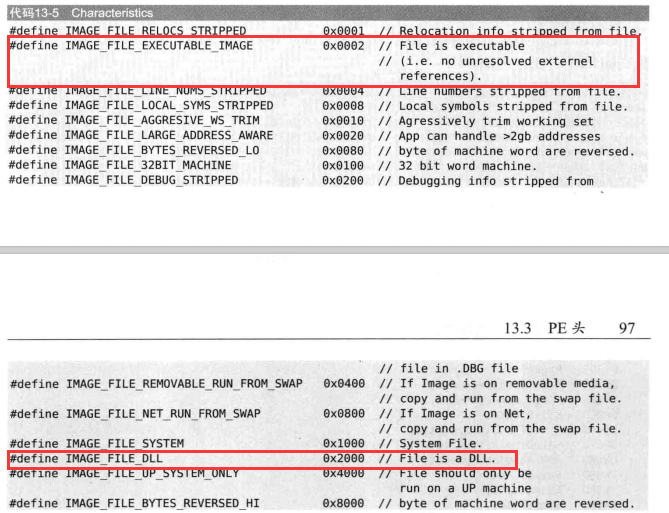 代码13-5 Characteristics
#define IMAGE_FILE_RELOCS_STRIPPED 0x0001 // Relocation info stripped from file.
#define IMAGE_FILE_EXECUTABLE_IMAGE 0x0002 // File is executable
// (i.e. no unresolved externel
references).
#define IMAGE_FILE_LINE_NUMS_STRIPPED 0x0004 // Line numbers stripped from file.
#define IMAGE_FILE_LOCAL_SYMS_STRIPPED 0x0008 // Local symbols stripped from file.
#define IMAGE_FILE_AGGRESIVE_WS_TRIM 0x0010 // Agressively trim working set
#define IMAGE_FILE_LARGE_ADDRESS_AWARE 0x0020 // App can handle >2gb addresses
#define IMAGE_FILE_BYTES_REVERSED_LO 0x0080 // byte of machine word are reversed.
#define IMAGE_FILE_32BIT_MACHINE 0x0100 // 32 bit word machine.
#define IMAGE_FILE_DEBUG_STRIPPED 0x0200 // Debugging info stripped from
13.3 PE 头 97
// file in .DBG file
#define IMAGE_FILE_REMOVABLE_RUN_FROM_SWAP 0x0400 // If Image is on removable media,
// copy and run from the swap file.
#define IMAGE_FILE_NET_RUN_FROM_SWAP 0x0800 // If Image is on Net,
// copy and run from the swap file.
#define IMAGE_FILE_SYSTEM 0x1000 // System File.
#define IMAGE_FILE_DLL 0x2000 // File is a DLL.
#define IMAGE_FILE_UP_SYSTEM_ONLY 0x4000 // File should only be
run on a UP machine
#define IMAGE_FILE_BYTES_REVERSED_HI 0x8000 // byte of machine word are reversed.